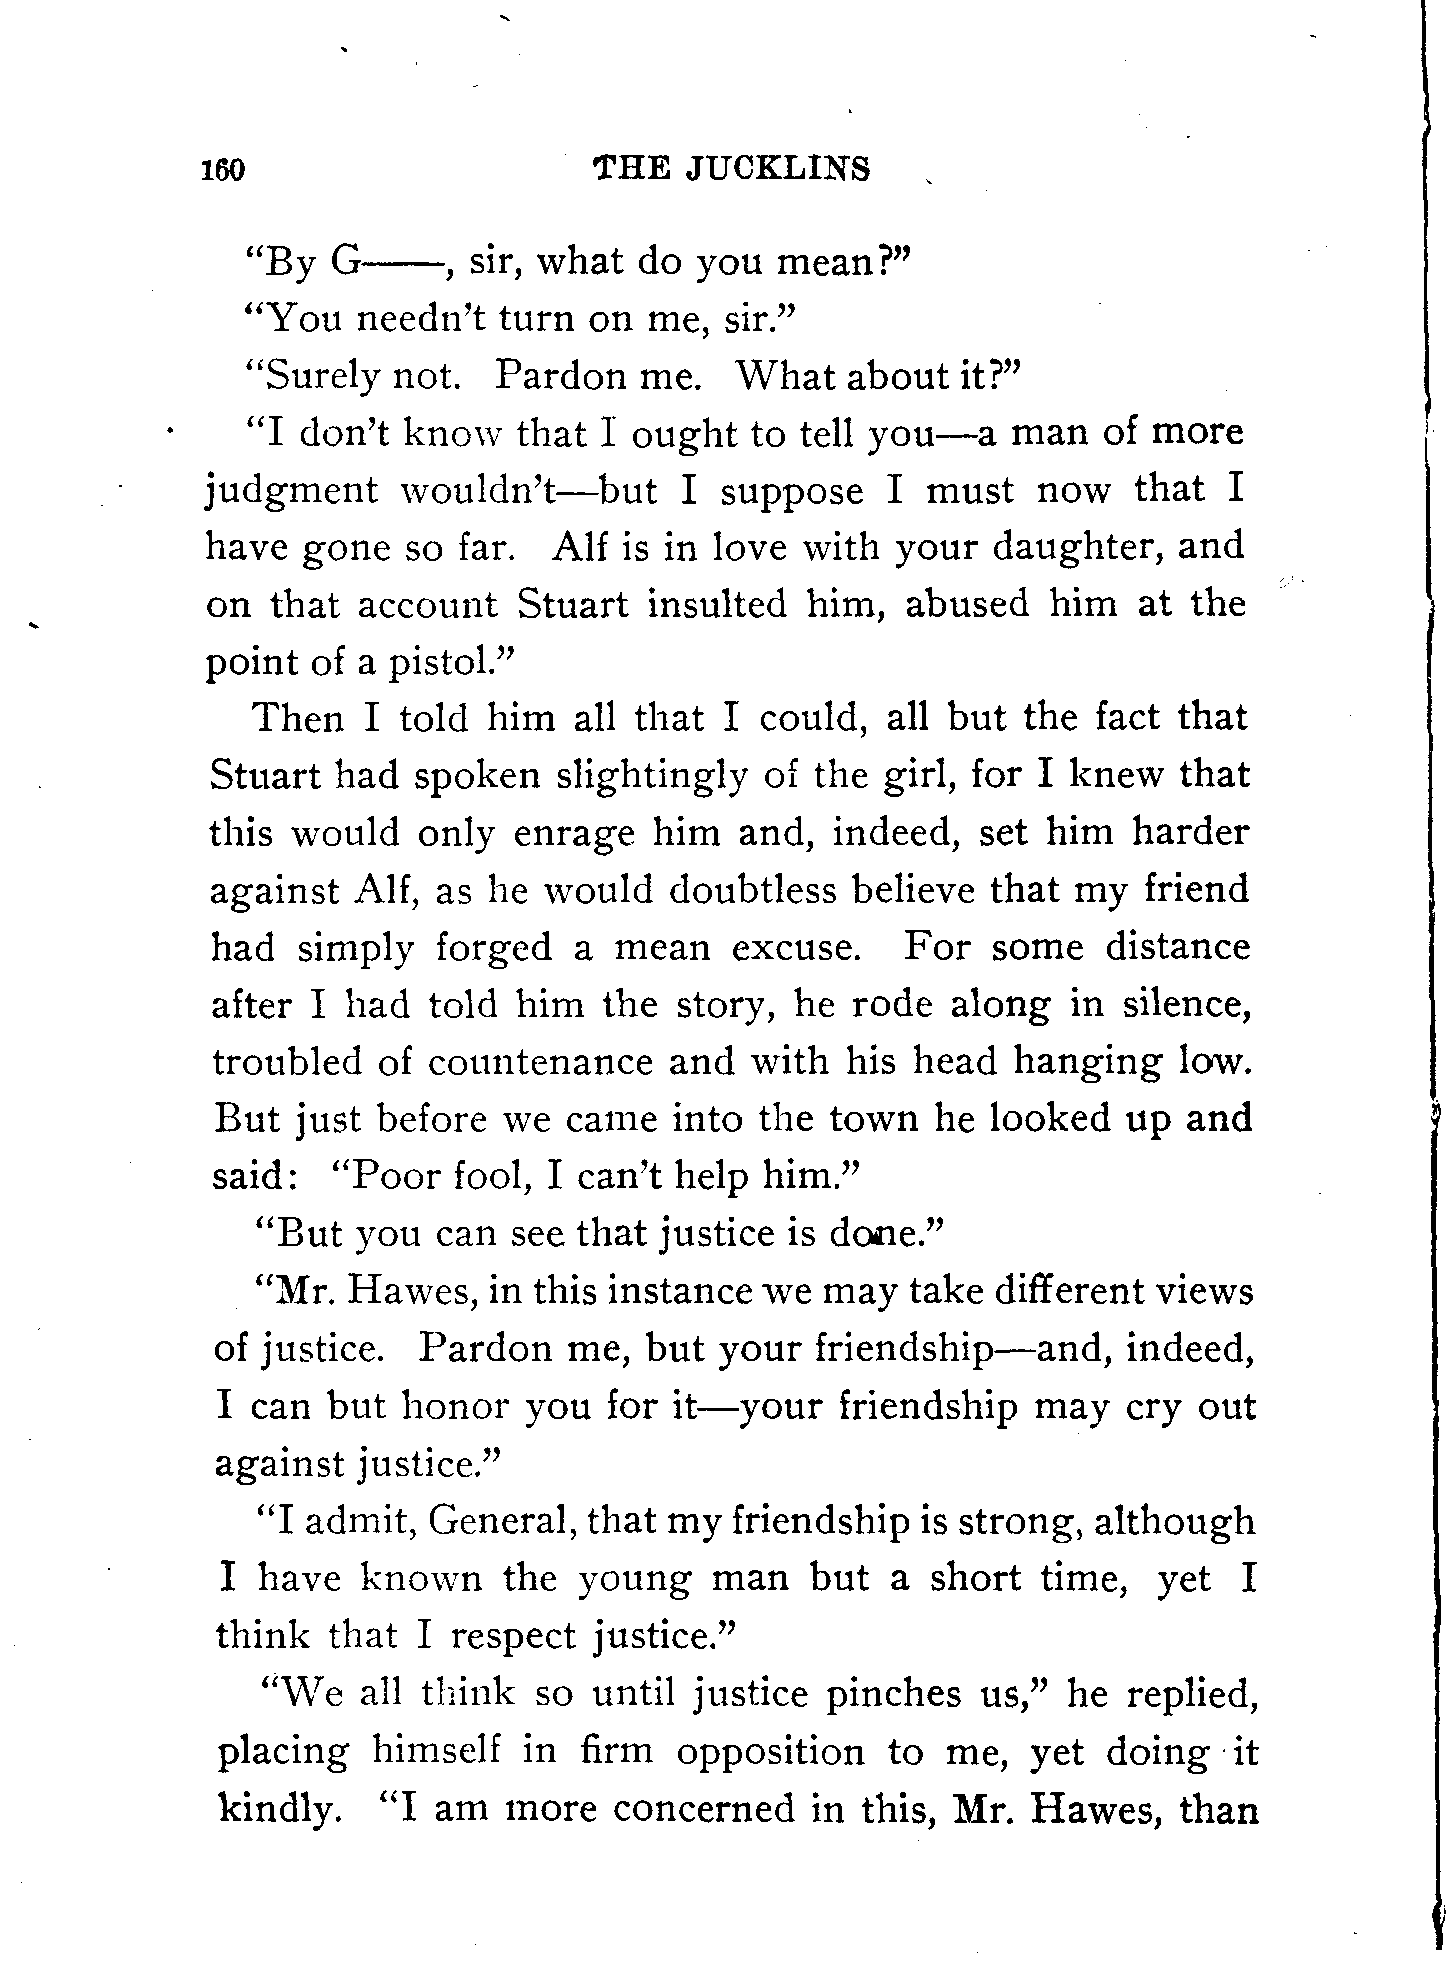 160 THE JUCKLINS
“By G——, sir, what do you mean?”
“You needn’t turn on me, sir.”
“Surely not. Pardon me. What about it?”
“I don’t know that I ought to tell you—a man of more
judgment wouldn’t—but I suppose I must now that I
have gone so far. Alf is in love with your daughter, and
on that account Stuart insulted him, abused him at the
point of a pistol.”
Then I told him all that I could, all but the fact that
Stuart had spoken slightingly of the girl, for I knew that
this would only enrage him and, indeed, set him harder
against Alf, as he would doubtless believe that my friend
had simply forged a mean excuse. For some distance
after I had told him the story, he rode along in silence,
troubled of countenance and with his head hanging low.
But just before we came into the town he looked up and
said: “Poor fool, I can’t help him.”
“But you can see that justice is done.”
“Mr. Hawes, in this instance we may take different views
of justice. Pardon me, but your friendship—and, indeed,
I can but honor you for it—your friendship may cry out
against justice.”
“I admit, General, that my friendship is strong, although
I have known the young man but a short time, yet I
think that I respect justice.”
“We all think so until justice pinches us,” he replied,
placing himself in firm opposition to me, yet doing it
kindly. “I am more concerned in this, Mr. Hawes, than